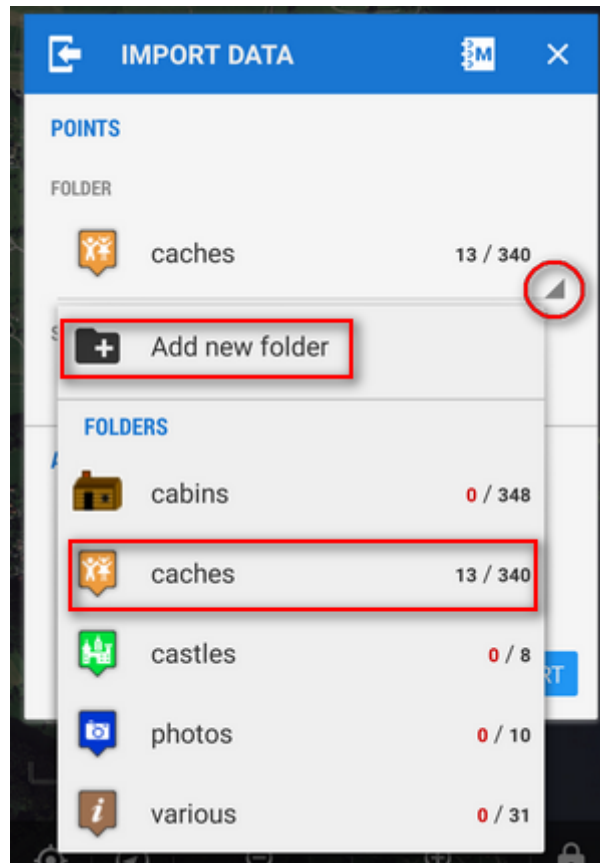 IMPORT DATA M
POINTS
FOLDER
caches 13 / 340
Add new folder
FOLDERS
cabins 0 / 348
caches 13 / 340
castles 0 / 8
RT
photos 0 / 10
i various 0 / 31